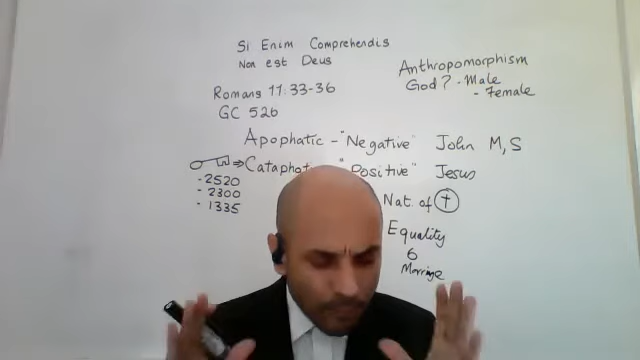 Si Enim Comprehendis
Non est Deus
Romans 11:33-36
GC 526
Anthropomorphism
God? - Male
- Female
Apophatic - "Negative" John M, S
⇒ Cataphat "Positive" Jesus
- 2520
- 2300
- 1335
Nat. of †
Equality
6
Marriage